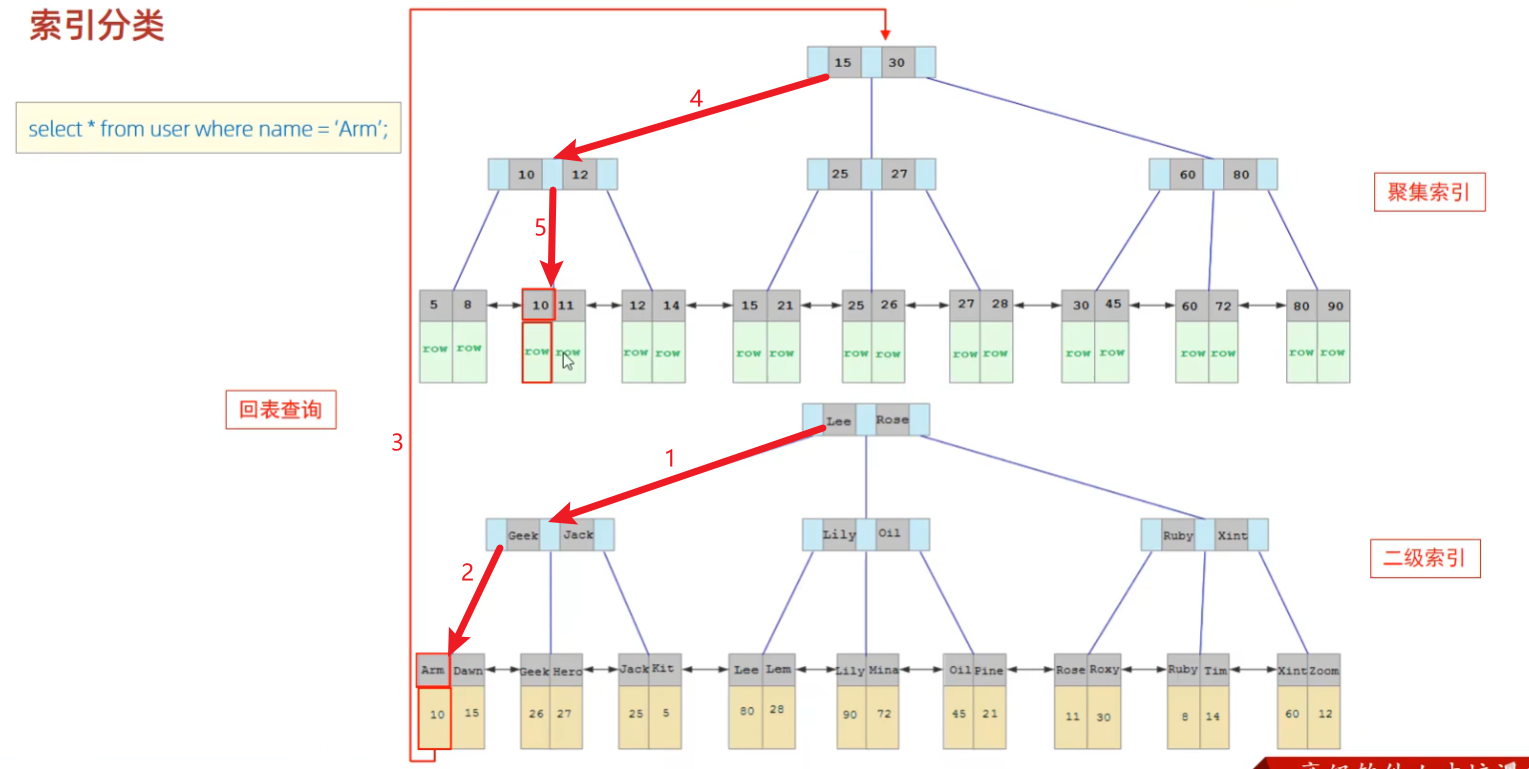 索引分类
select * from user where name = ‘Arm’;
15 30
4
10 12
25 27
60 80
聚集索引
5
5 8
10 11
12 14
15 21
25 26
27 28
30 45
60 72
80 90
row row
row row
row row
row row
row row
row row
row row
row row
row row
回表查询
3
Lee Rose
1
Geek Jack
Lily Oil
Ruby Xint
二级索引
2
Arm Dawn
Geek Hero
Jack Kit
Lee Lem
Lily Mina
Oil Pine
Rose Roxy
Ruby Tim
Xint Zoom
10 15
26 27
25 5
80 28
90 72
45 21
11 30
8 14
60 12